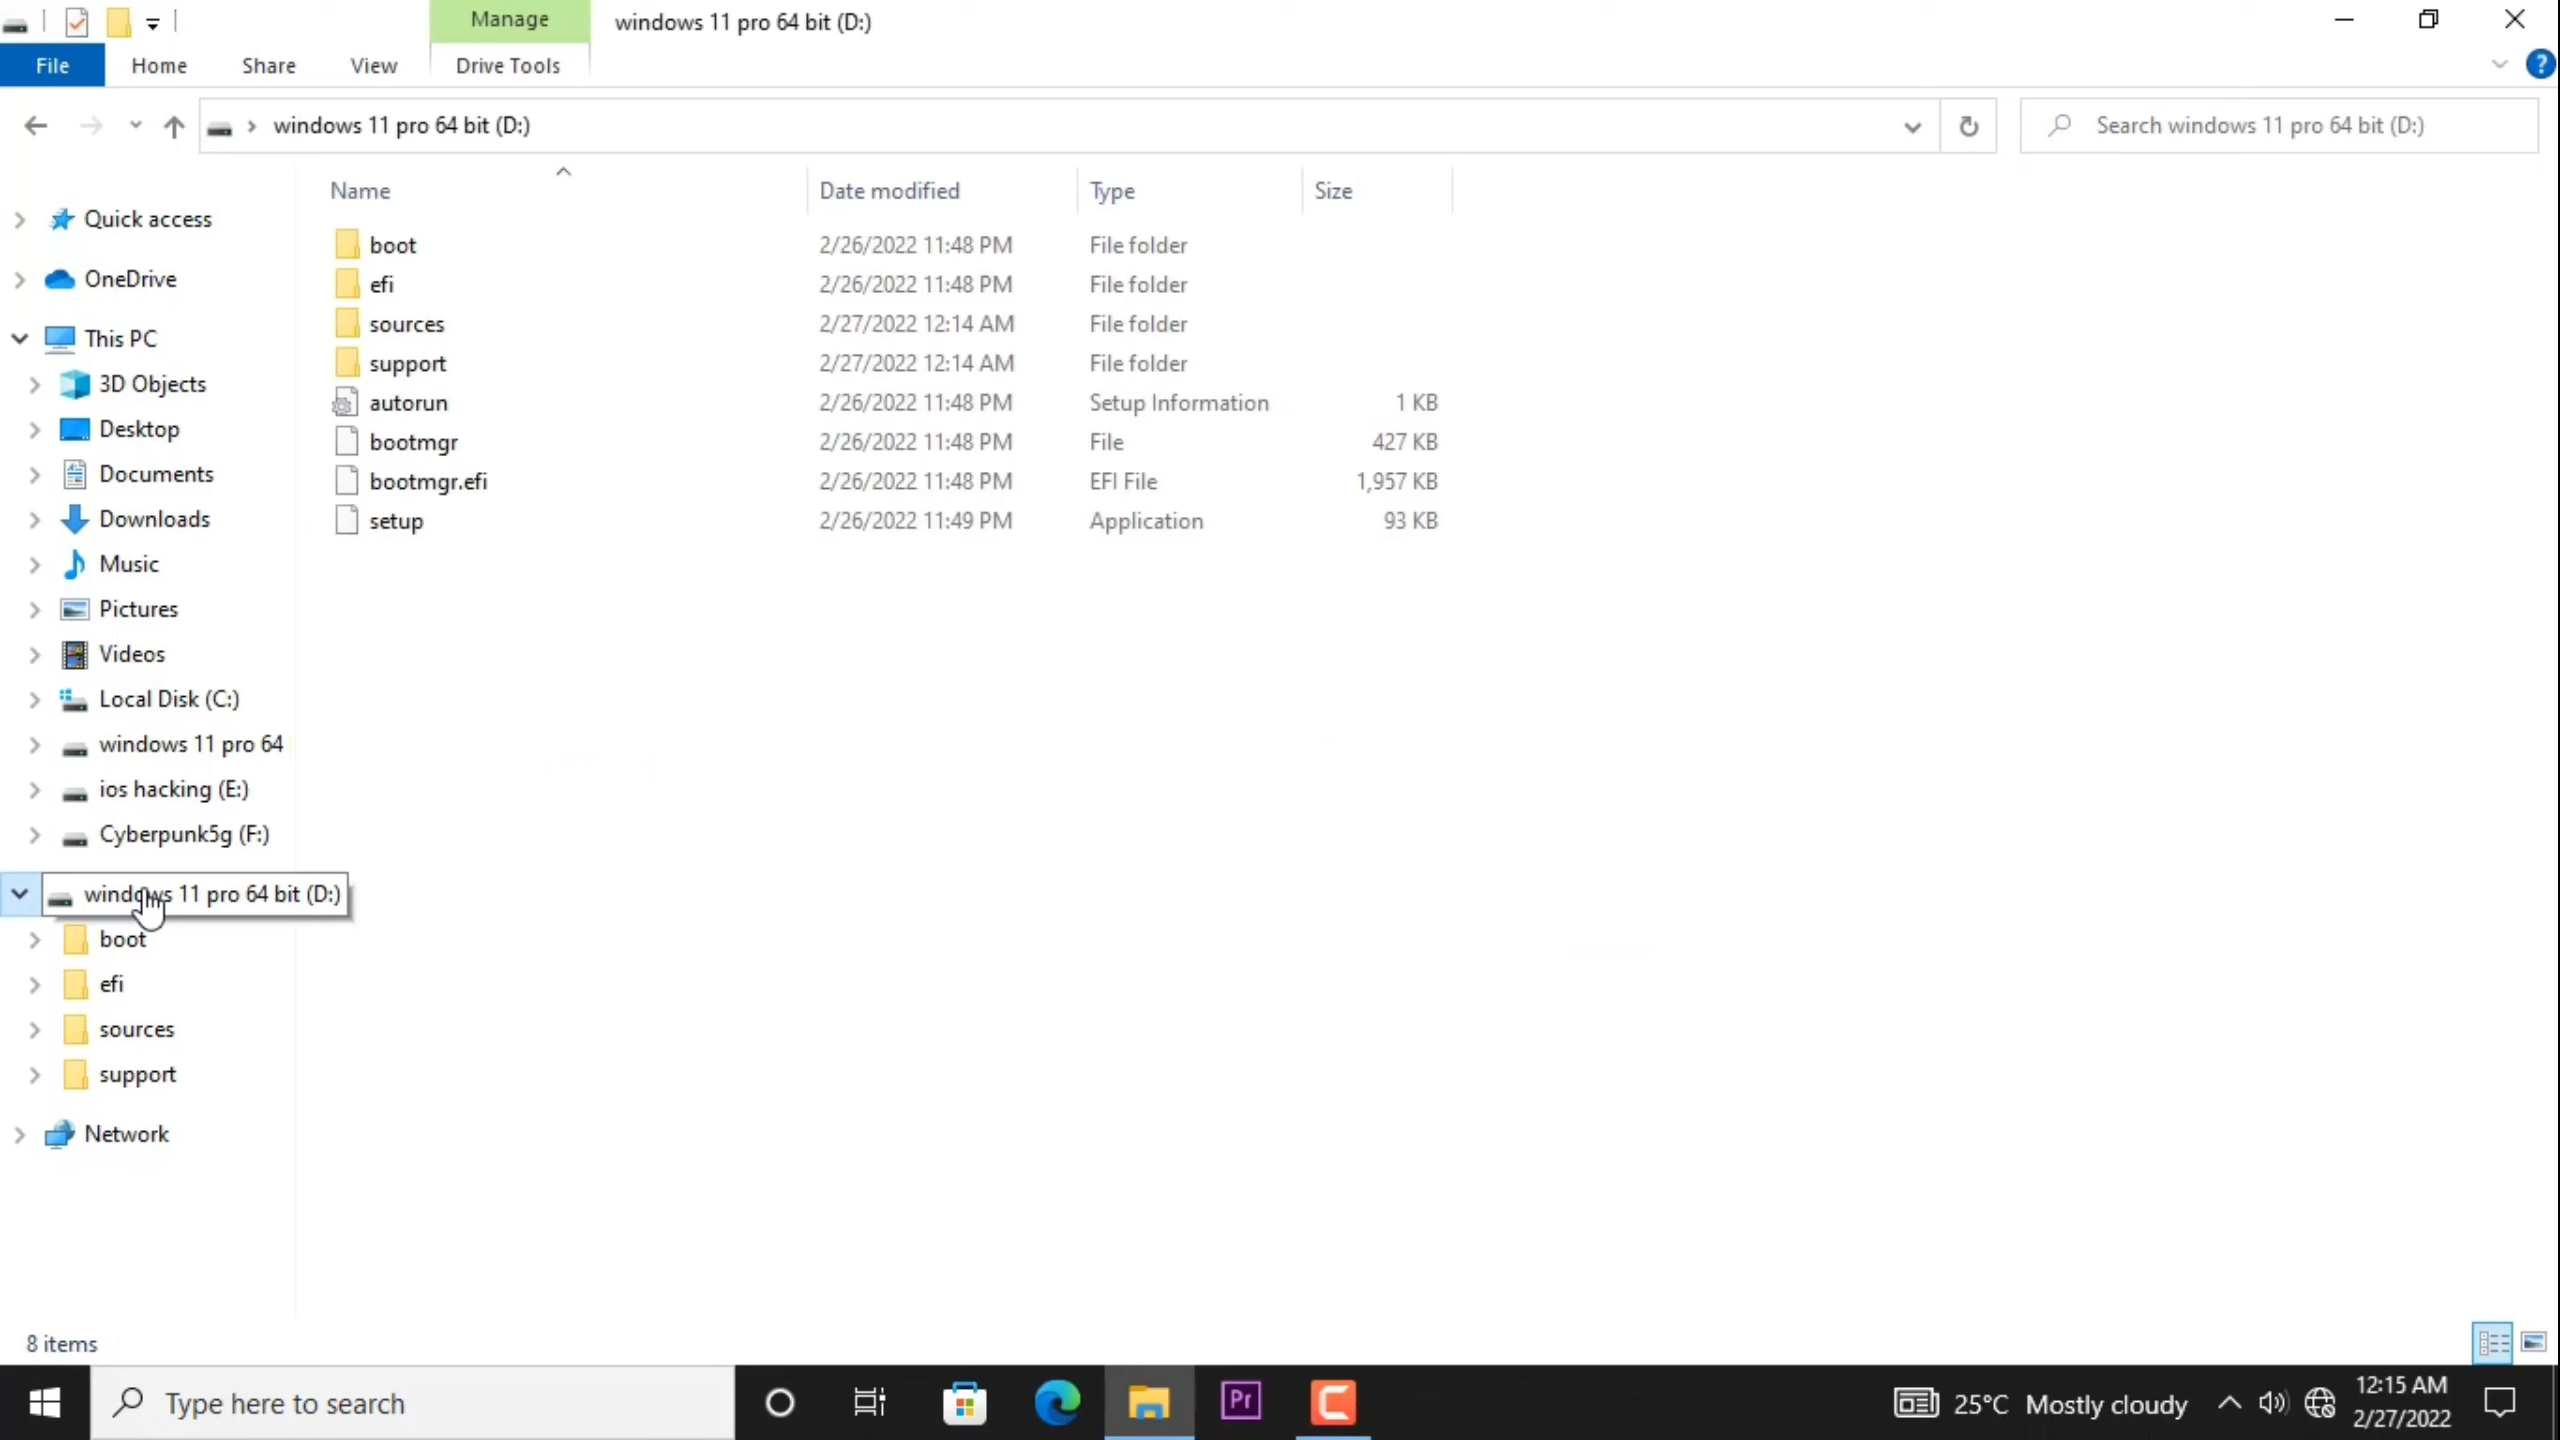 Manage
windows 11 pro 64 bit (D:)
File
Home
Share
View
Drive Tools
windows 11 pro 64 bit (D:)
Search windows 11 pro 64 bit (D:)
Name
Date modified
Type
Size
Quick access
OneDrive
This PC
3D Objects
Desktop
Documents
Downloads
Music
Pictures
Videos
Local Disk (C:)
windows 11 pro 64
ios hacking (E:)
Cyberpunk5g (F:)
windows 11 pro 64 bit (D:)
boot
efi
sources
support
Network
boot 2/26/2022 11:48 PM File folder
efi 2/26/2022 11:48 PM File folder
sources 2/27/2022 12:14 AM File folder
support 2/27/2022 12:14 AM File folder
autorun 2/26/2022 11:48 PM Setup Information 1 KB
bootmgr 2/26/2022 11:48 PM File 427 KB
bootmgr.efi 2/26/2022 11:48 PM EFI File 1,957 KB
setup 2/26/2022 11:49 PM Application 93 KB
8 items
Type here to search
Pr
25°C Mostly cloudy
12:15 AM
2/27/2022